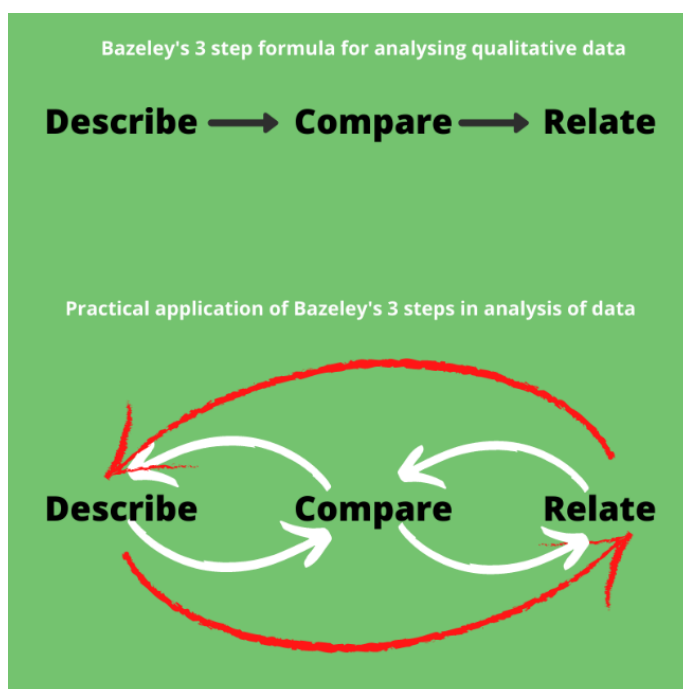 Bazeley's 3 step formula for analysing qualitative data
Describe Compare Relate
Practical application of Bazeley's 3 steps in analysis of data
Describe Compare Relate